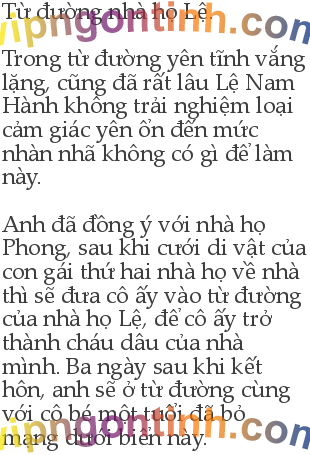 Từ đường nhà họ Lệ
vipngontinh.com
Trong từ đường yên tĩnh vắng
lặng, cũng đã rất lâu Lệ Nam
Hành không trải nghiệm loại
cảm giác yên ổn đến mức
nhàn nhã không có gì để làm
này.
Anh đã đồng ý với nhà họ
Phong, sau khi cưới di vật của
con gái thứ hai nhà họ về nhà
thì sẽ đưa cô ấy vào từ đường
của nhà họ Lệ, để cô ấy trở
thành cháu dâu của nhà
mình. Ba ngày sau khi kết
hôn, anh sẽ ở từ đường cùng
với cô bé một tuổi đã bỏ
mạng dưới biển này.
vipngontinh.com